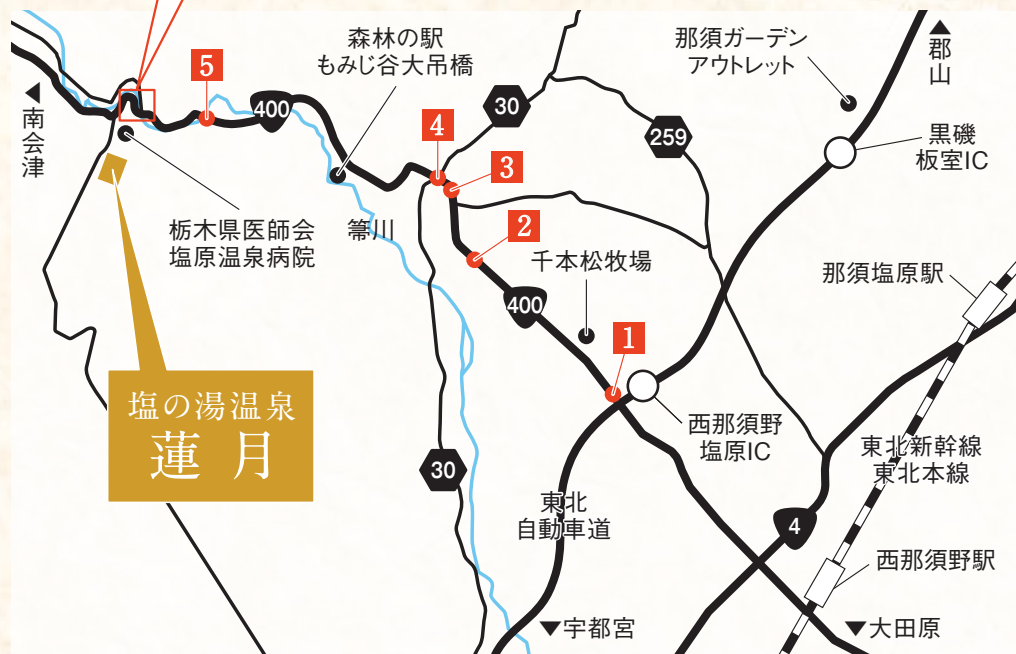 森林の駅
もみじ谷大吊橋
那須ガーデン
アウトレット
▲郡山
◀南会津
5
400
30
4
259
3
黒磯
板室IC
栃木県医師会
塩原温泉病院
箒川
2
千本松牧場
那須塩原駅
400
1
塩の湯温泉
蓮月
西那須野
塩原IC
東北新幹線
東北本線
30
東北
自動車道
4
西那須野駅
▼宇都宮
▼大田原